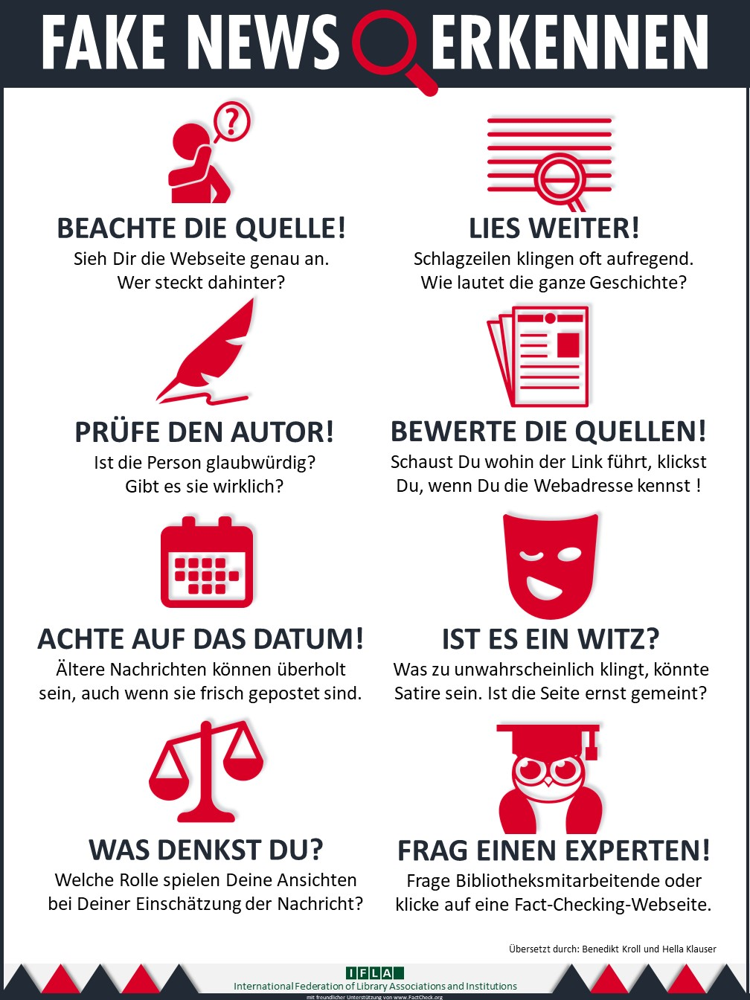 FAKE NEWS ERKENNEN
?
BEACHTE DIE QUELLE!
Sieh Dir die Webseite genau an.
Wer steckt dahinter?
LIES WEITER!
Schlagzeilen klingen oft aufregend.
Wie lautet die ganze Geschichte?
PRÜFE DEN AUTOR!
Ist die Person glaubwürdig?
Gibt es sie wirklich?
BEWERTE DIE QUELLEN!
Schaust Du wohin der Link führt, klickst
Du, wenn Du die Webadresse kennst !
ACHTE AUF DAS DATUM!
Ältere Nachrichten können überholt
sein, auch wenn sie frisch gepostet sind.
IST ES EIN WITZ?
Was zu unwahrscheinlich klingt, könnte
Satire sein. Ist die Seite ernst gemeint?
WAS DENKST DU?
Welche Rolle spielen Deine Ansichten
bei Deiner Einschätzung der Nachricht?
FRAG EINEN EXPERTEN!
Frage Bibliotheksmitarbeitende oder
klicke auf eine Fact-Checking-Webseite.
Übersetzt durch: Benedikt Kroll und Hella Klauser
IFLA
International Federation of Library Associations and Institutions
mit freundlicher Unterstützung von www.FactCheck.org